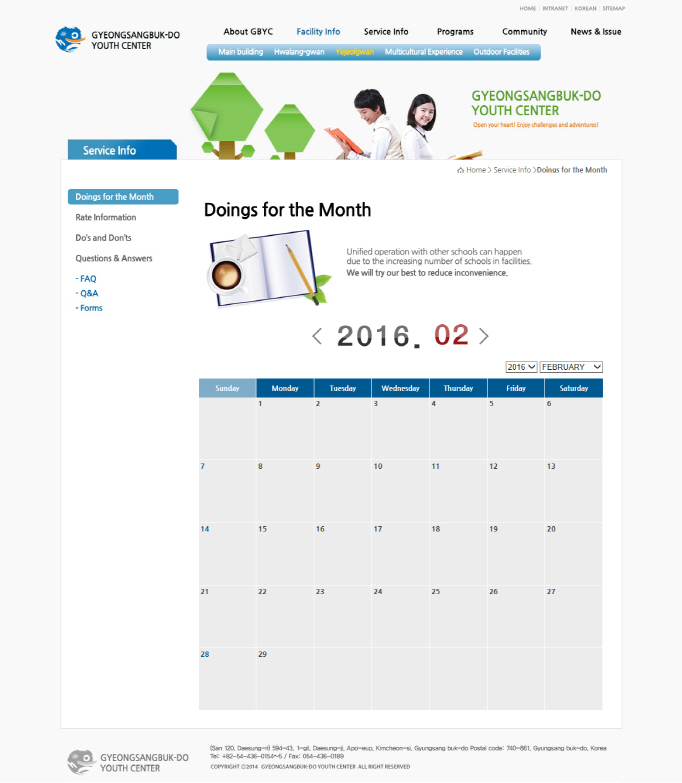 HOME | INTRANET | KOREAN | SITEMAP
GYEONGSANGBUK-DO
YOUTH CENTER
About GBYC Facility Info Service Info Programs Community News & Issue
Main building Hwalang-gwan Yejeolgwan Multicultural Experience Outdoor Facilities
GYEONGSANGBUK-DO
YOUTH CENTER
Open your heart! Enjoy challenges and adventures!
Service Info
Home > Service Info > Doings for the Month
Doings for the Month
Rate Information
Do's and Don'ts
Questions & Answers
- FAQ
- Q&A
- Forms
Doings for the Month
Unified operation with other schools can happen
due to the increasing number of schools in facilities.
We will try our best to reduce inconvenience.
< 2016. 02 >
2016 FEBRUARY
Sunday Monday Tuesday Wednesday Thursday Friday Saturday
1 2 3 4 5 6
7 8 9 10 11 12 13
14 15 16 17 18 19 20
21 22 23 24 25 26 27
28 29
GYEONGSANGBUK-DO
YOUTH CENTER
(San 120, Daesung-ri) 594-43, 1-gil, Daesung-ji, Apo-eup, Kimcheon-si, Gyungsang buk-do Postal code: 740-861, Gyungsang buk-do, Korea
Tel: +82-54-436-0154~5 / Fax: 054-436-0189
COPYRIGHT ⓒ2014 GYEONGSANGBUK-DO YOUTH CENTER ALL RIGHT RESERVED